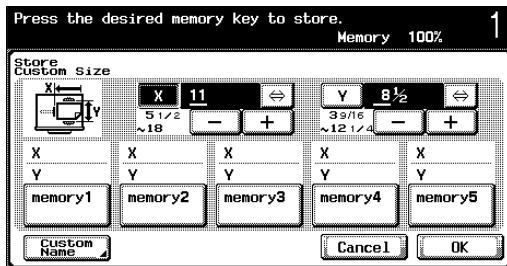 Press the desired memory key to store.
Memory 100% 1
Store
Custom Size
X
Y
X 11 ⇔
5 1/2
~18 - +
Y 8½ ⇔
3 9/16
~12 1/4 - +
X X X X X
Y Y Y Y Y
memory1 memory2 memory3 memory4 memory5
Custom
Name
Cancel OK